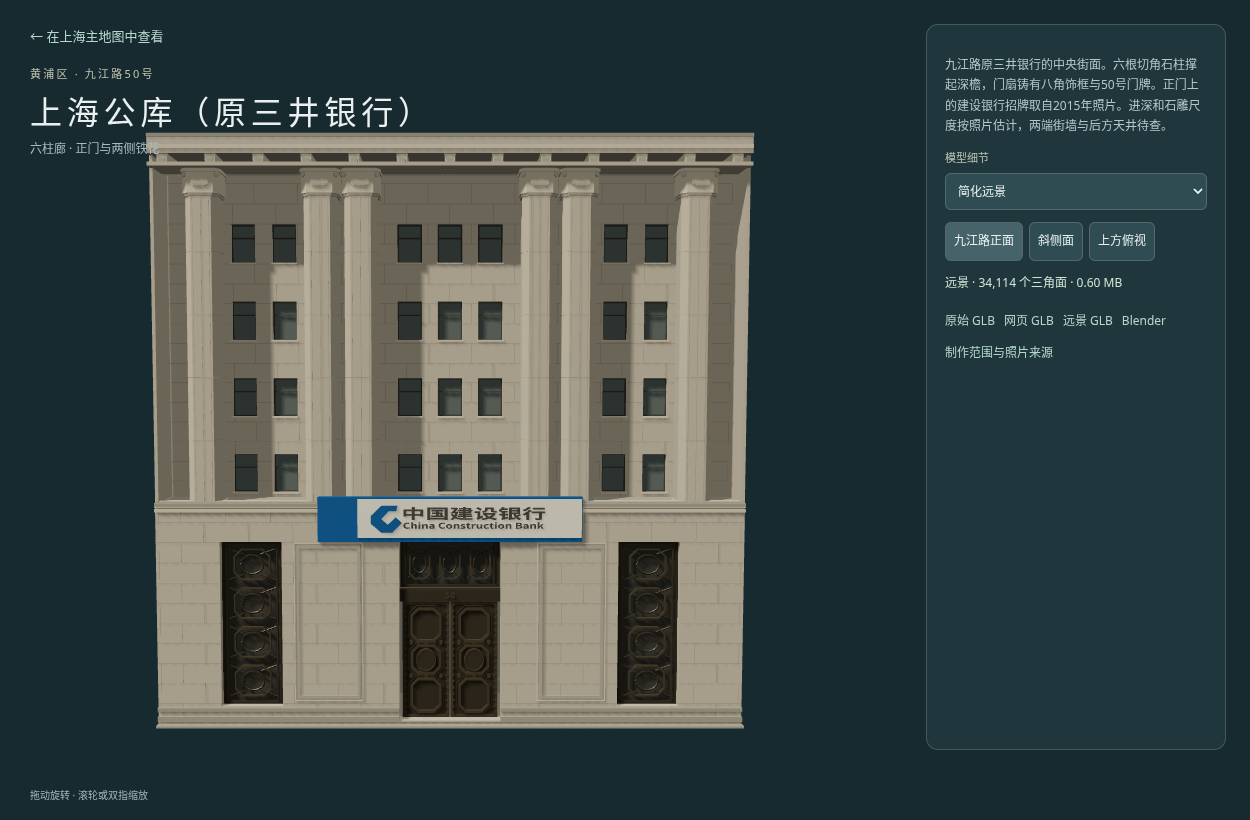 ← 在上海主地图中查看
黄浦区 · 九江路50号
上海公库（原三井银行）
六柱廊 · 正门与两侧铁花
中国建设银行
China Construction Bank
50
拖动旋转 · 滚轮或双指缩放
九江路原三井银行的中央街面。六根切角石柱撑
起深檐，门扇铸有八角饰框与50号门牌。正门上
的建设银行招牌取自2015年照片。进深和石雕尺
度按照片估计，两端街墙与后方天井待查。
模型细节
简化远景
九江路正面 斜侧面 上方俯视
远景 · 34,114 个三角面 · 0.60 MB
原始 GLB 网页 GLB 远景 GLB Blender
制作范围与照片来源